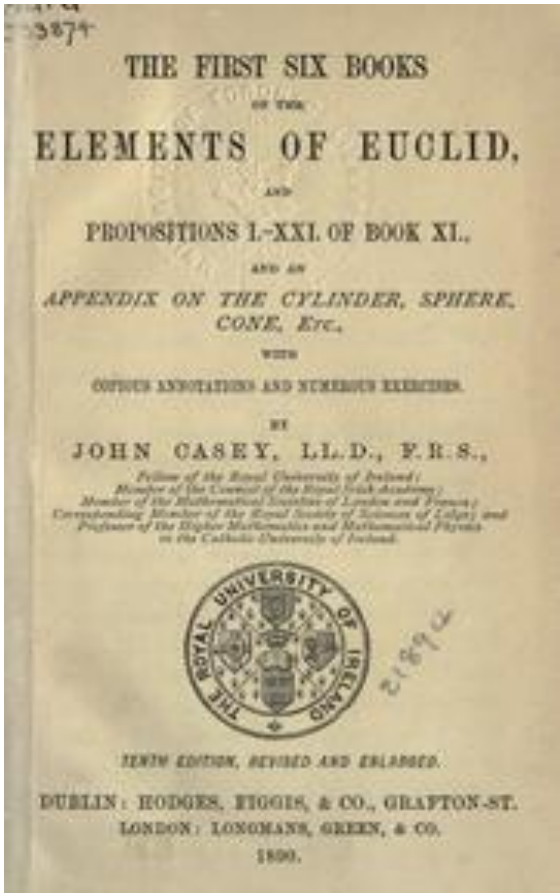 3874
THE FIRST SIX BOOKS
OF THE
ELEMENTS OF EUCLID,
AND
PROPOSITIONS I.-XXI. OF BOOK XI.,
AND AN
APPENDIX ON THE CYLINDER, SPHERE,
CONE, Etc.,
WITH
COPIOUS ANNOTATIONS AND NUMEROUS EXERCISES.
BY
JOHN CASEY, LL.D., F.R.S.,
Fellow of the Royal University of Ireland;
Member of the Council of the Royal Irish Academy;
Member of the Mathematical Societies of London and France;
Corresponding Member of the Royal Society of Sciences of Liège; and
Professor of the Higher Mathematics and Mathematical Physics
in the Catholic University of Ireland.
THE ROYAL UNIVERSITY OF IRELAND
TENTH EDITION, REVISED AND ENLARGED.
DUBLIN: HODGES, FIGGIS, & CO., GRAFTON-ST.
LONDON: LONGMANS, GREEN, & CO.
1890.